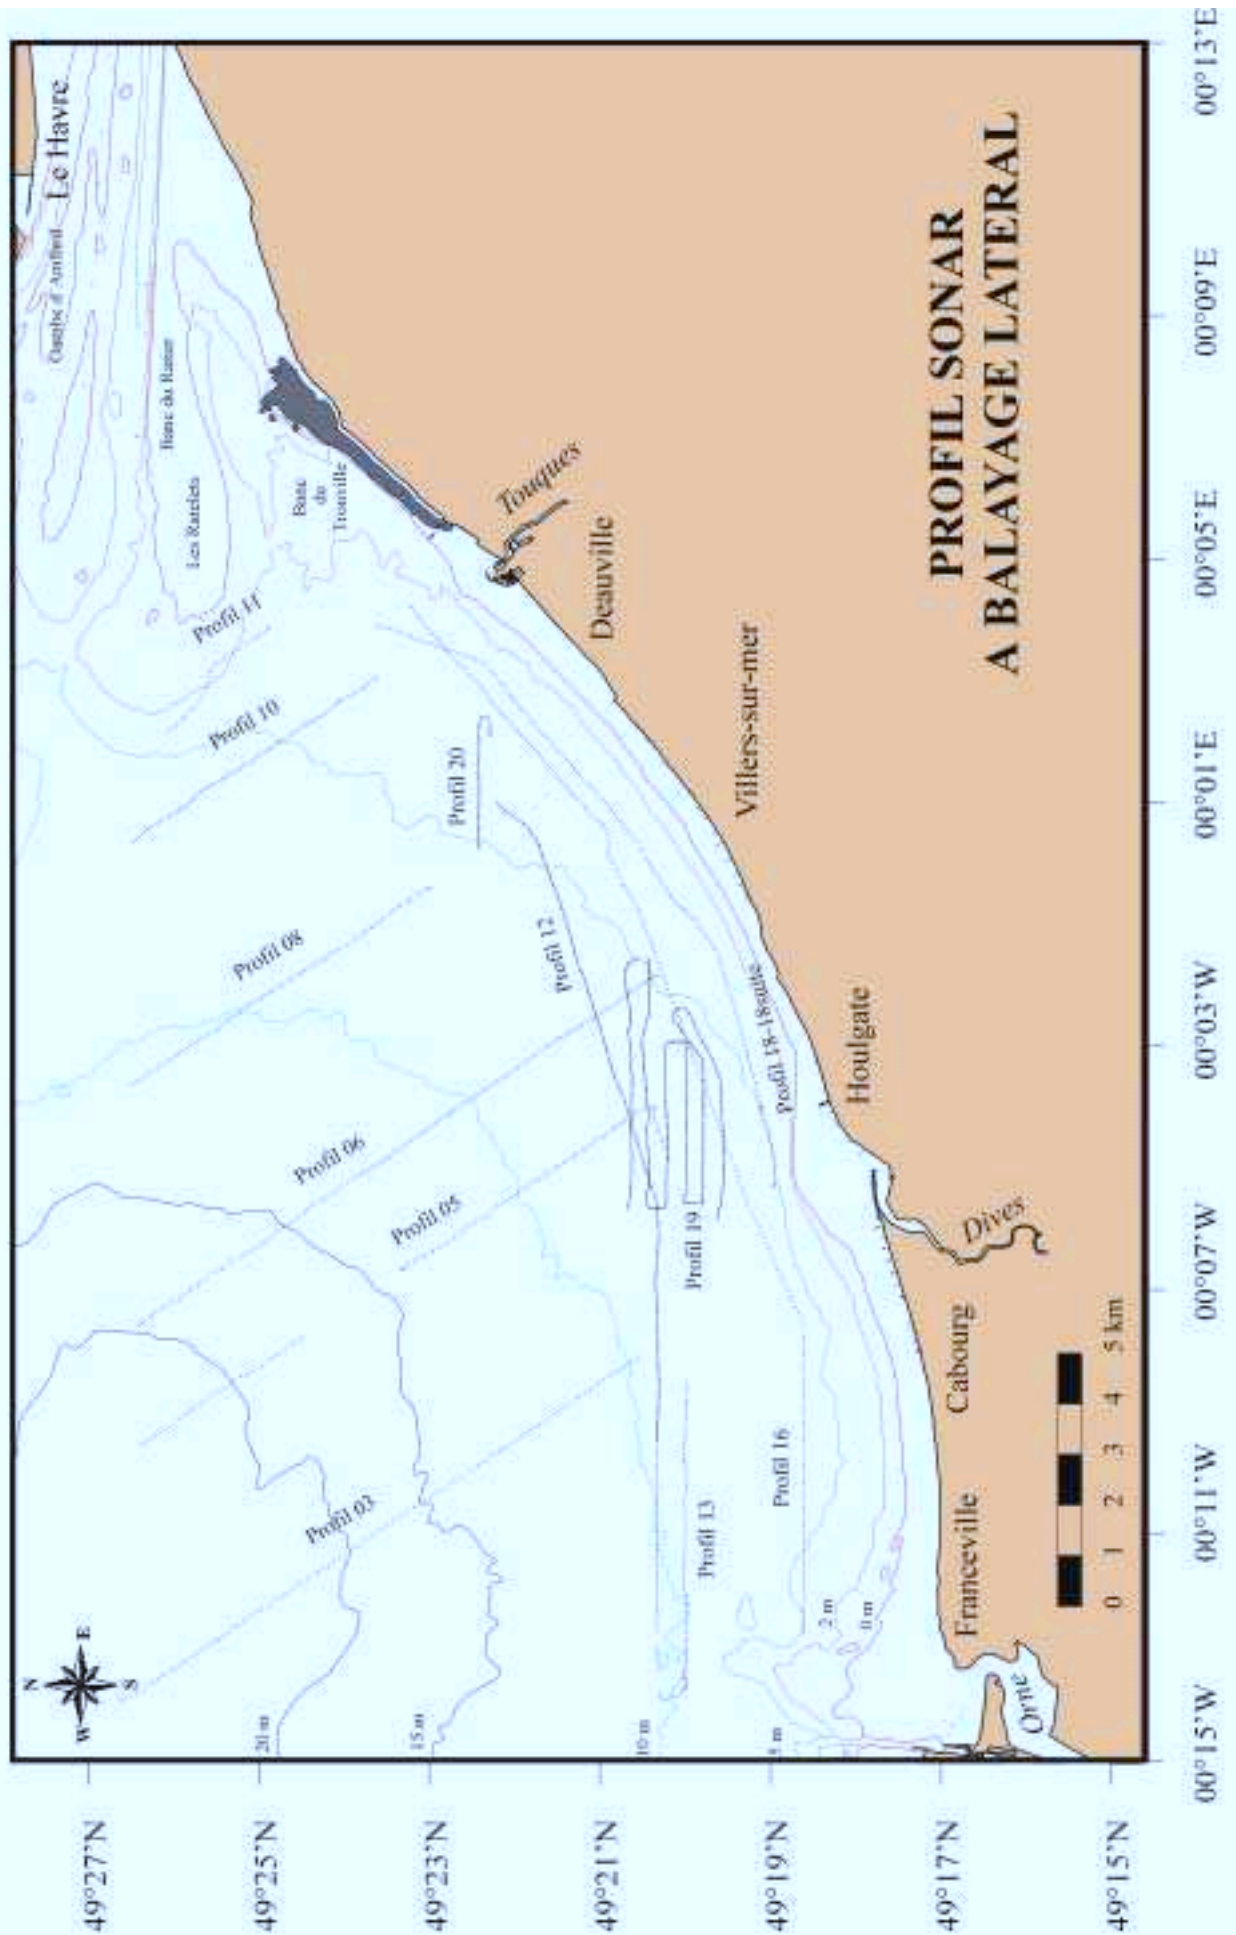 N
W
E
S
Le Havre
Banc du Ratier
Les Ratelets
Banc
du
Trouville
Profil 11
Profil 10
Profil 20
Profil 08
Profil 12
Profil 06
Profil 05
Profil 03
Profil 19
Profil 18-18suite
Profil 16
Profil 13
20 m
15 m
10 m
5 m
2 m
0 m
Touques
Deauville
Villers-sur-mer
Houlgate
Dives
Cabourg
Franceville
Orne
PROFIL SONAR
A BALAYAGE LATERAL
0 1 2 3 4 5 km
49°27'N
49°25'N
49°23'N
49°21'N
49°19'N
49°17'N
49°15'N
00°15'W
00°11'W
00°07'W
00°03'W
00°01'E
00°05'E
00°09'E
00°13'E